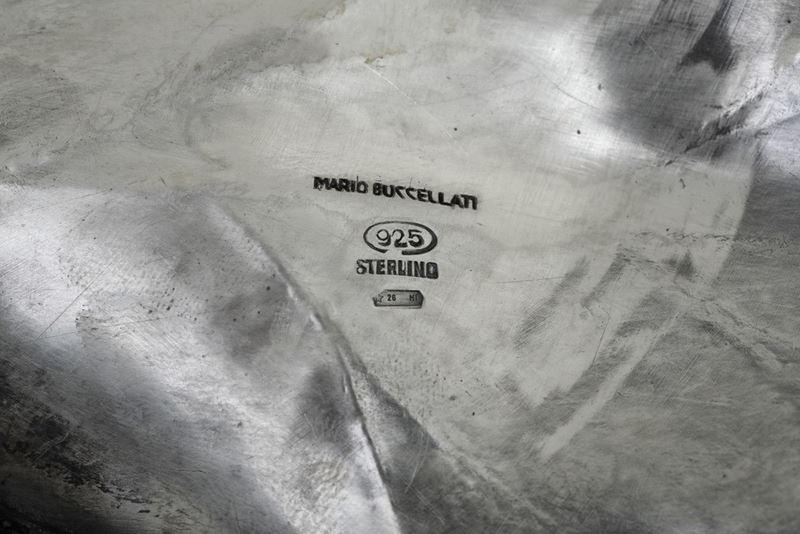 MARIO BUCCELLATI
925
STERLING
☆ 26 MI